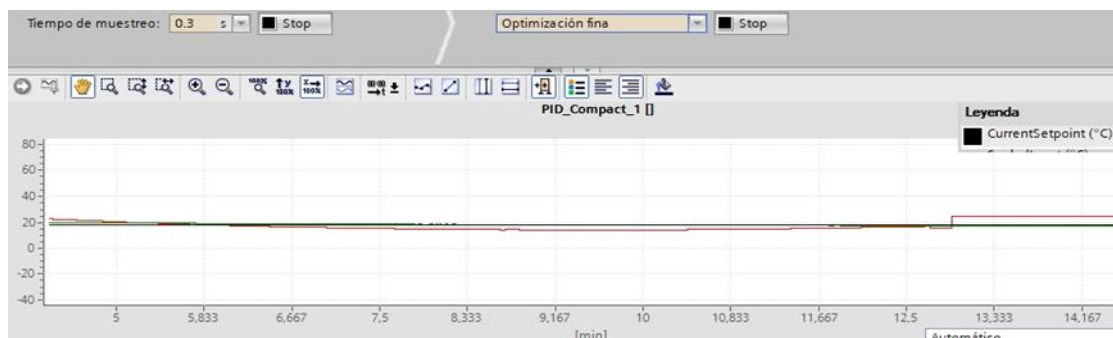 Tiempo de muestreo: 0.3 s Stop Optimización fina Stop
PID_Compact_1 []
Leyenda
CurrentSetpoint (°C)
80
60
40
20
0
-20
-40
5 5,833 6,667 7,5 8,333 9,167 10 10,833 11,667 12,5 13,333 14,167
[min]
Automático